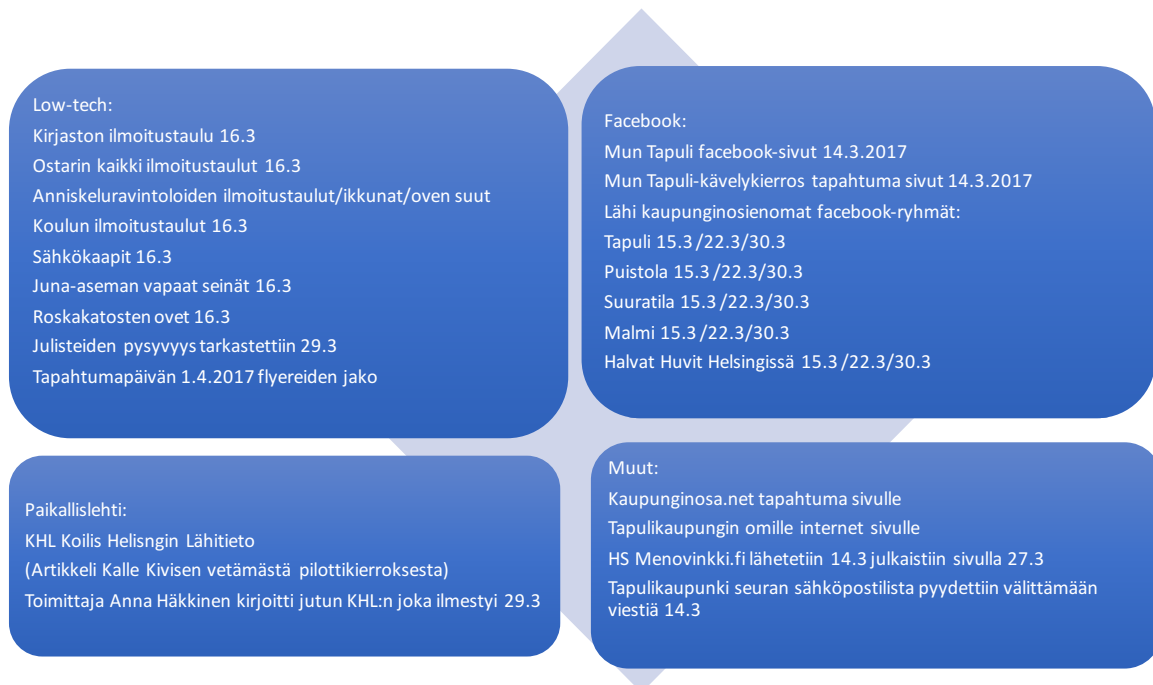 Low-tech:
Kirjaston ilmoitustaulu 16.3
Ostarin kaikki ilmoitustaulut 16.3
Anniskeluravintoloiden ilmoitustaulut/ikkunat/oven suut
Koulun ilmoitustaulut 16.3
Sähkökaapit 16.3
Juna-aseman vapaat seinät 16.3
Roskakatosten ovet 16.3
Julisteiden pysyvyys tarkastettiin 29.3
Tapahtumapäivän 1.4.2017 flyereiden jako
Facebook:
Mun Tapuli facebook-sivut 14.3.2017
Mun Tapuli-kävelykierros tapahtuma sivut 14.3.2017
Lähi kaupunginosienomat facebook-ryhmät:
Tapuli 15.3/22.3/30.3
Puistola 15.3/22.3/30.3
Suuratila 15.3/22.3/30.3
Malmi 15.3/22.3/30.3
Halvat Huvit Helsingissä 15.3/22.3/30.3
Paikallislehti:
KHL Koilis Helisngin Lähitieto
(Artikkeli Kalle Kivisen vetämästä pilottikierroksesta)
Toimittaja Anna Häkkinen kirjoitti jutun KHL:n joka ilmestyi 29.3
Muut:
Kaupunginosa.net tapahtuma sivulle
Tapulikaupungin omille internet sivulle
HS Menovinkki.fi lähetetiin 14.3 julkaistiin sivulla 27.3
Tapulikaupunki seuran sähköpostilista pyydettiin välittämään
viestiä 14.3